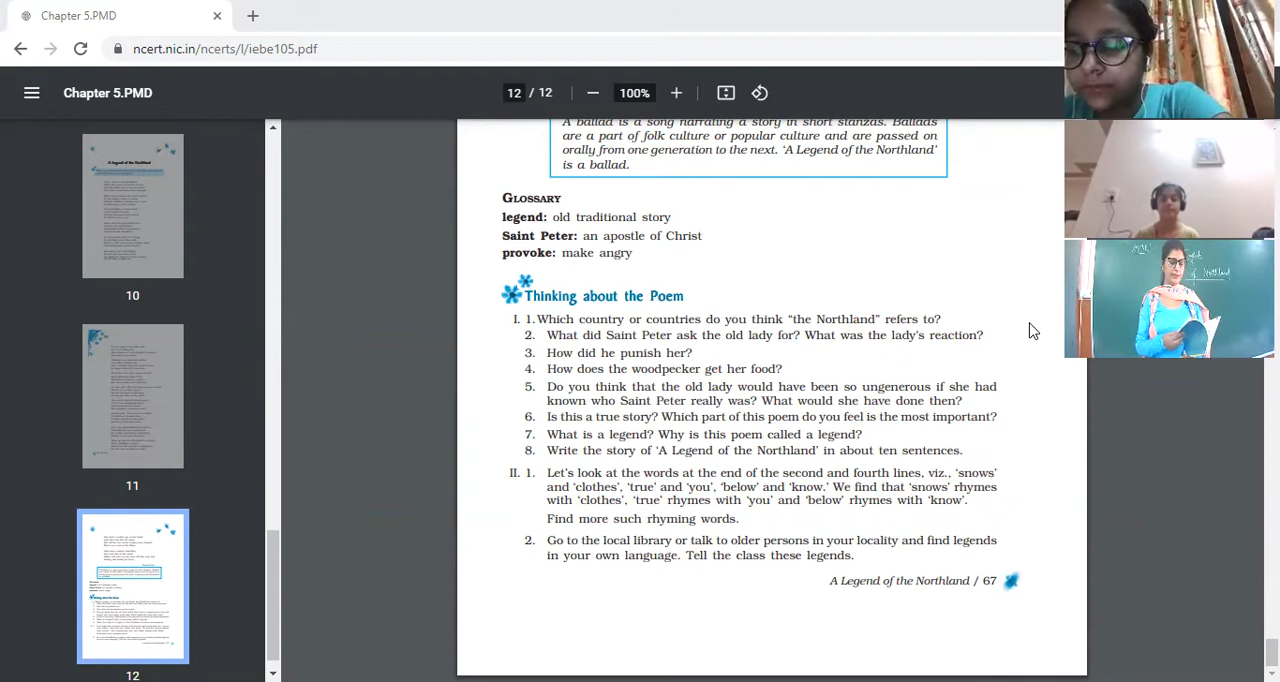 Chapter 5.PMD
ncert.nic.in/ncerts/l/iebe105.pdf
Chapter 5.PMD
12 / 12
100%
A ballad is a song narrating a story in short stanzas. Ballads
are a part of folk culture or popular culture and are passed on
orally from one generation to the next. ‘A Legend of the Northland’
is a ballad.
GLOSSARY
legend: old traditional story
Saint Peter: an apostle of Christ
provoke: make angry
Thinking about the Poem
I. 1. Which country or countries do you think “the Northland” refers to?
2. What did Saint Peter ask the old lady for? What was the lady’s reaction?
3. How did he punish her?
4. How does the woodpecker get her food?
5. Do you think that the old lady would have been so ungenerous if she had
known who Saint Peter really was? What would she have done then?
6. Is this a true story? Which part of this poem do you feel is the most important?
7. What is a legend? Why is this poem called a legend?
8. Write the story of ‘A Legend of the Northland’ in about ten sentences.
II. 1. Let’s look at the words at the end of the second and fourth lines, viz., ‘snows’
and ‘clothes’, ‘true’ and ‘you’, ‘below’ and ‘know.’ We find that ‘snows’ rhymes
with ‘clothes’, ‘true’ rhymes with ‘you’ and ‘below’ rhymes with ‘know’.
Find more such rhyming words.
2. Go to the local library or talk to older persons in your locality and find legends
in your own language. Tell the class these legends.
A Legend of the Northland / 67
A Legend of the Northland
10
11
12
of Northland